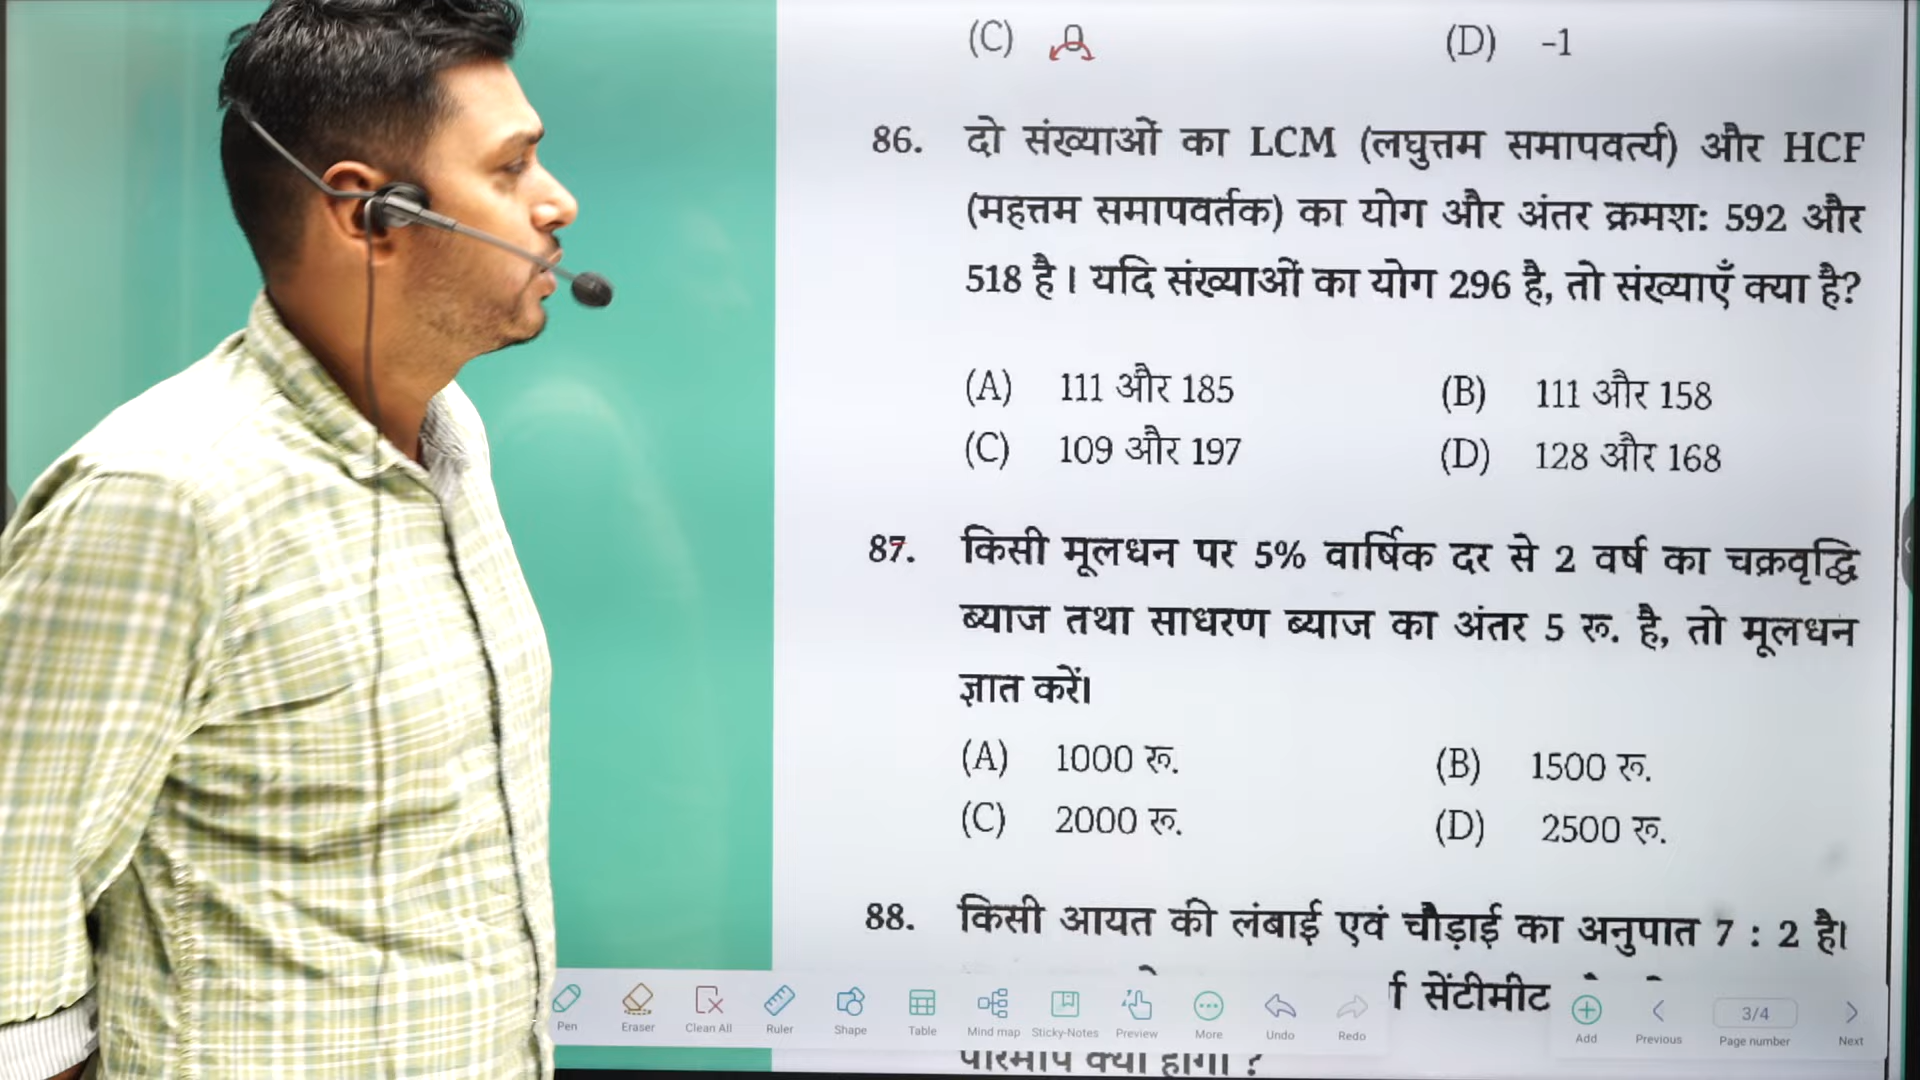 (C) 0 (D) -1
86. दो संख्याओं का LCM (लघुत्तम समापवर्त्य) और HCF
(महत्तम समापवर्तक) का योग और अंतर क्रमश: 592 और
518 है। यदि संख्याओं का योग 296 है, तो संख्याएँ क्या है?
(A) 111 और 185 (B) 111 और 158
(C) 109 और 197 (D) 128 और 168
87. किसी मूलधन पर 5% वार्षिक दर से 2 वर्ष का चक्रवृद्धि
ब्याज तथा साधरण ब्याज का अंतर 5 रू. है, तो मूलधन
ज्ञात करें।
(A) 1000 रू. (B) 1500 रू.
(C) 2000 रू. (D) 2500 रू.
88. किसी आयत की लंबाई एवं चौड़ाई का अनुपात 7 : 2 है।
सेंटीमीट
परिमाप क्या होगा ?
Pen Eraser Clean All Ruler Shape Table Mind map Sticky-Notes Preview More Undo Redo Add Previous 3/4 Page number Next